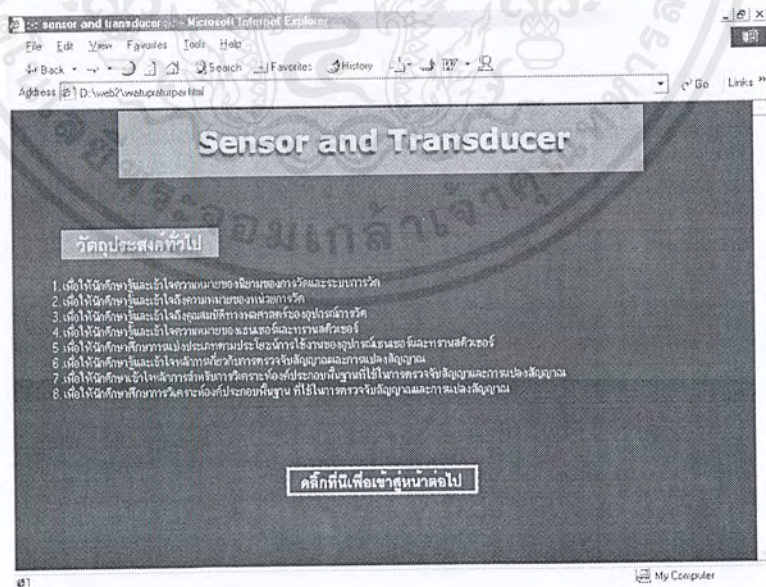 sensor and transducer ::- Microsoft Internet Explorer
File Edit View Favorites Tools Help
Back Search Favorites History
Address D:\web2\watupraturpai.html Go Links »
Sensor and Transducer
วัตถุประสงค์ทั่วไป
1. เพื่อให้นักศึกษารู้และเข้าใจความหมายของนิยามของการวัดและระบบการวัด
2. เพื่อให้นักศึกษารู้และเข้าใจถึงความหมายของหน่วยการวัด
3. เพื่อให้นักศึกษารู้และเข้าใจถึงคุณสมบัติทางพลศาสตร์ของอุปกรณ์การวัด
4. เพื่อให้นักศึกษารู้และเข้าใจความหมายของเซนเซอร์และทรานสดิวเซอร์
5. เพื่อให้นักศึกษาศึกษาการแบ่งประเภทตามประโยชน์การใช้งานของอุปกรณ์เซนเซอร์และทรานสดิวเซอร์
6. เพื่อให้นักศึกษารู้และเข้าใจหลักการเกี่ยวกับการตรวจจับสัญญาณและการแปลงสัญญาณ
7. เพื่อให้นักศึกษาเข้าใจหลักการสำหรับการวิเคราะห์องค์ประกอบพื้นฐานที่ใช้ในการตรวจจับสัญญาณและการแปลงสัญญาณ
8. เพื่อให้นักศึกษาศึกษาการวิเคราะห์องค์ประกอบพื้นฐาน ที่ใช้ในการตรวจจับสัญญาณและการแปลงสัญญาณ
คลิ๊กที่นี่เพื่อเข้าสู่หน้าต่อไป
My Computer